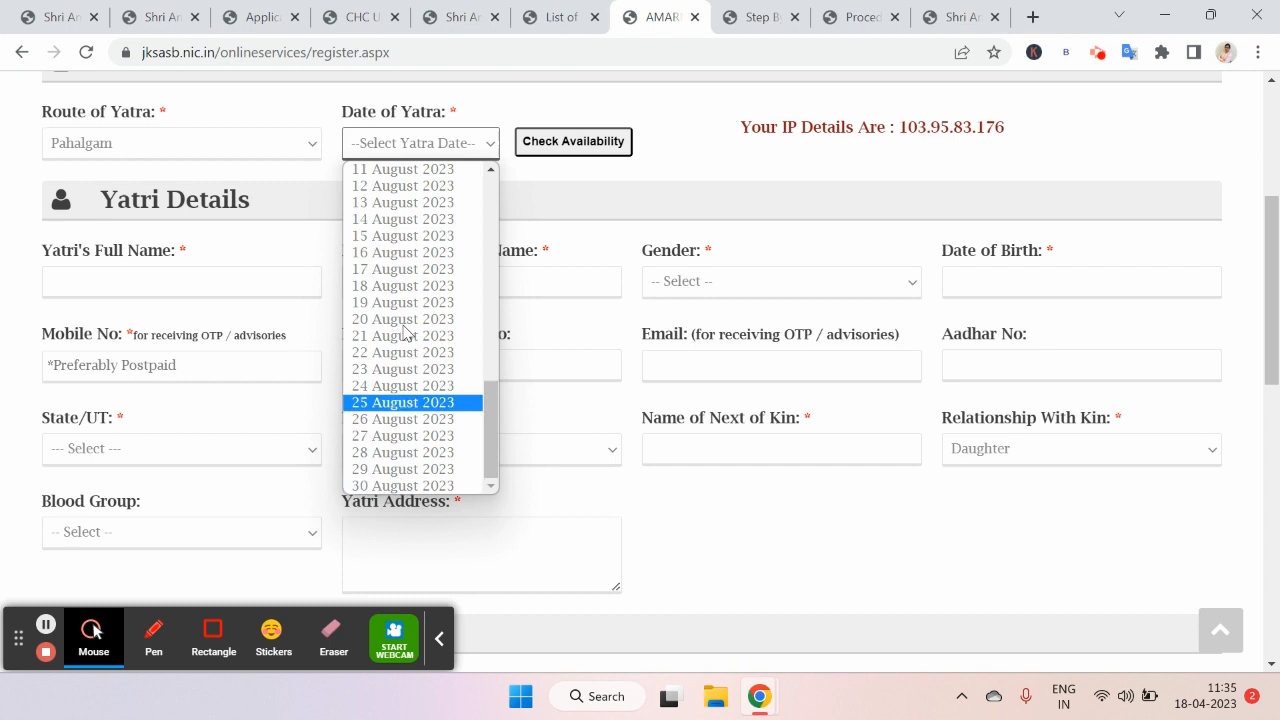 Shri An
Shri An
Applica
CHC U
Shri An
List of
AMAR
Step B
Proced
Shri An
jksasb.nic.in/onlineservices/register.aspx
Route of Yatra: *
Date of Yatra: *
Pahalgam
--Select Yatra Date--
Check Availability
Your IP Details Are : 103.95.83.176
11 August 2023
12 August 2023
13 August 2023
14 August 2023
15 August 2023
16 August 2023
17 August 2023
18 August 2023
19 August 2023
20 August 2023
21 August 2023
22 August 2023
23 August 2023
24 August 2023
25 August 2023
26 August 2023
27 August 2023
28 August 2023
29 August 2023
30 August 2023
Yatri Details
Yatri's Full Name: *
Name: *
Gender: *
Date of Birth: *
-- Select --
Mobile No: *for receiving OTP / advisories
o:
Email: (for receiving OTP / advisories)
Aadhar No:
*Preferably Postpaid
State/UT: *
Name of Next of Kin: *
Relationship With Kin: *
--- Select ---
Daughter
Blood Group:
Yatri Address: *
-- Select --
Mouse
Pen
Rectangle
Stickers
Eraser
START
WEBCAM
Search
ENG
IN
11:35
18-04-2023
2